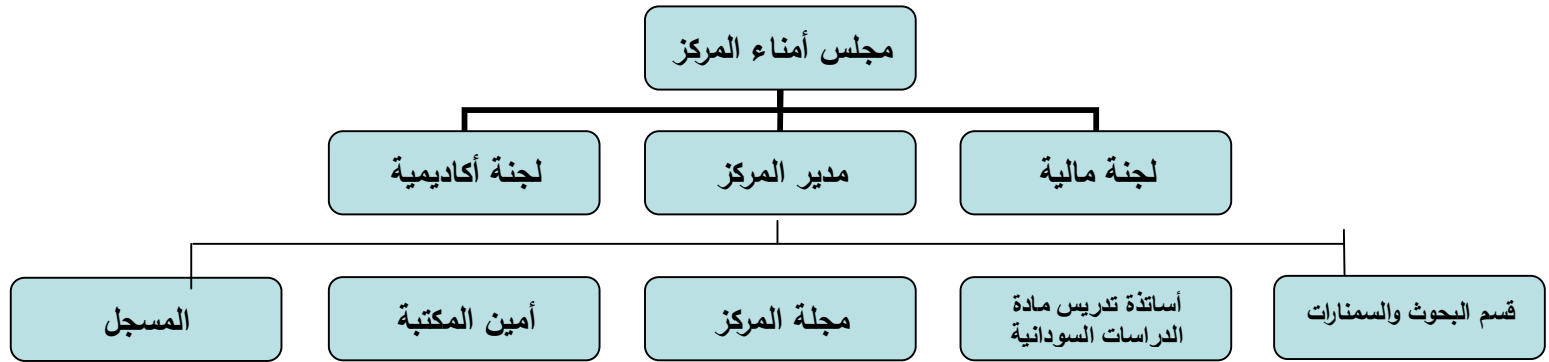 مجلس أمناء المركز
لجنة مالية
مدير المركز
لجنة أكاديمية
قسم البحوث والسمنارات
أساتذة تدريس مادة
الدراسات السودانية
مجلة المركز
أمين المكتبة
المسجل